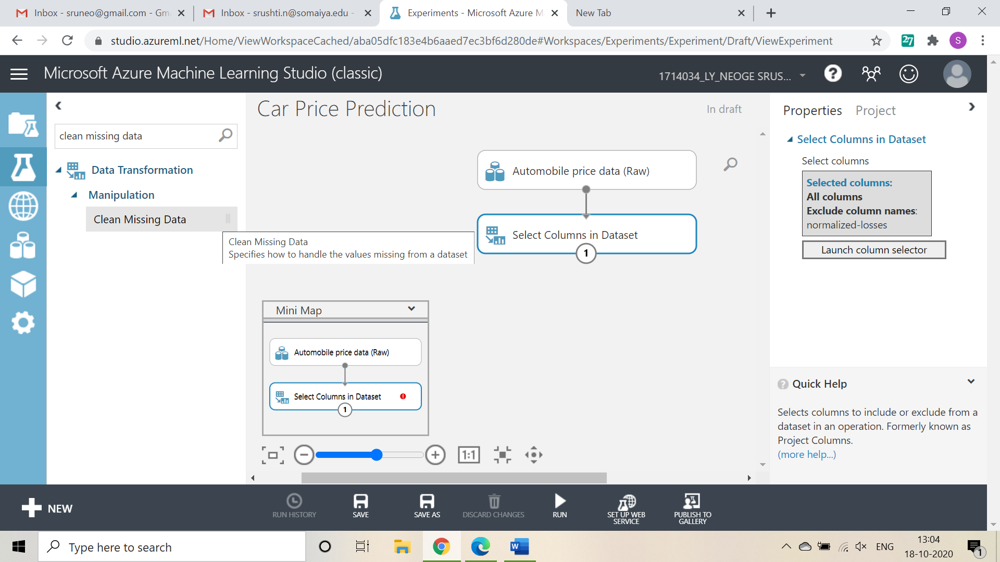 Inbox - sruneo@gmail.com - Gm
Inbox - srushti.n@somaiya.edu -
Experiments - Microsoft Azure M
New Tab
studio.azureml.net/Home/ViewWorkspaceCached/aba05dfc183e4b6aaed7ec3bf6d280de#Workspaces/Experiments/Experiment/Draft/ViewExperiment
27
S
Microsoft Azure Machine Learning Studio (classic)
1714034_LY_NEOGE SRUS...
clean missing data
Data Transformation
Manipulation
Clean Missing Data
Clean Missing Data
Specifies how to handle the values missing from a dataset
Car Price Prediction
In draft
Automobile price data (Raw)
Select Columns in Dataset
1
Mini Map
Automobile price data (Raw)
Select Columns in Dataset
1
1:1
Properties
Project
Select Columns in Dataset
Select columns
Selected columns:
All columns
Exclude column names:
normalized-losses
Launch column selector
Quick Help
Selects columns to include or exclude from a
dataset in an operation. Formerly known as
Project Columns.
(more help...)
NEW
RUN HISTORY
SAVE
SAVE AS
DISCARD CHANGES
RUN
SET UP WEB
SERVICE
PUBLISH TO
GALLERY
Type here to search
W
ENG
13:04
18-10-2020
1